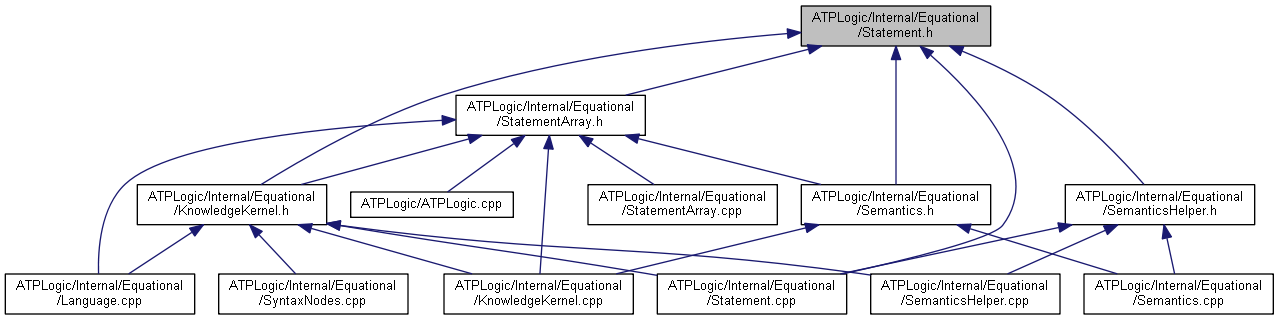 ATPLogic/Internal/Equational
/Statement.h
ATPLogic/Internal/Equational
/StatementArray.h
ATPLogic/Internal/Equational
/KnowledgeKernel.h
ATPLogic/ATPLogic.cpp
ATPLogic/Internal/Equational
/StatementArray.cpp
ATPLogic/Internal/Equational
/Semantics.h
ATPLogic/Internal/Equational
/SemanticsHelper.h
ATPLogic/Internal/Equational
/Language.cpp
ATPLogic/Internal/Equational
/SyntaxNodes.cpp
ATPLogic/Internal/Equational
/KnowledgeKernel.cpp
ATPLogic/Internal/Equational
/Statement.cpp
ATPLogic/Internal/Equational
/SemanticsHelper.cpp
ATPLogic/Internal/Equational
/Semantics.cpp